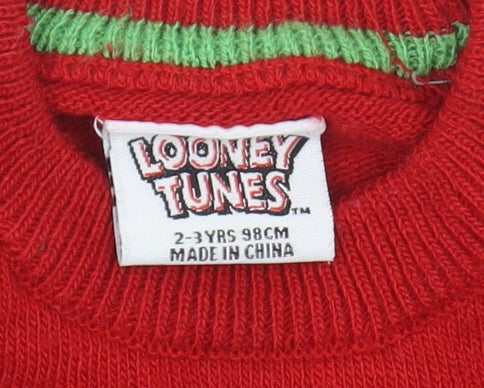 LOONEY
TUNES™
2-3 YRS 98CM
MADE IN CHINA